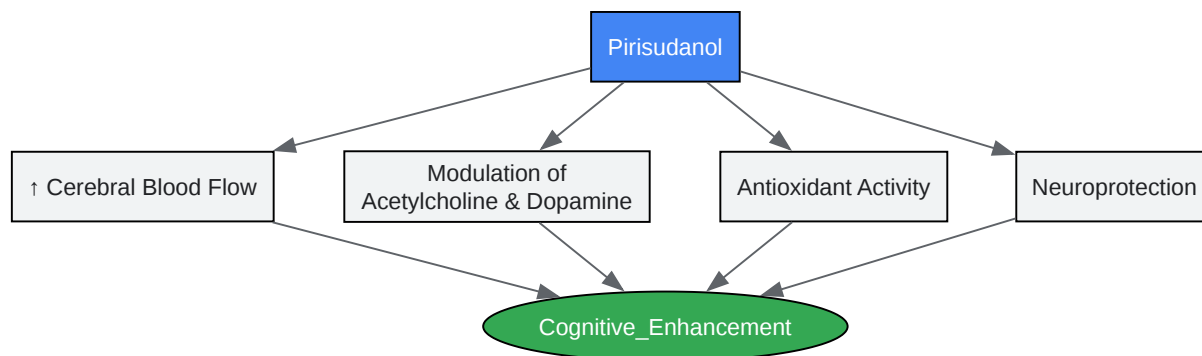 Pirisudanol
↑ Cerebral Blood Flow
Modulation of
Acetylcholine & Dopamine
Antioxidant Activity
Neuroprotection
Cognitive_Enhancement